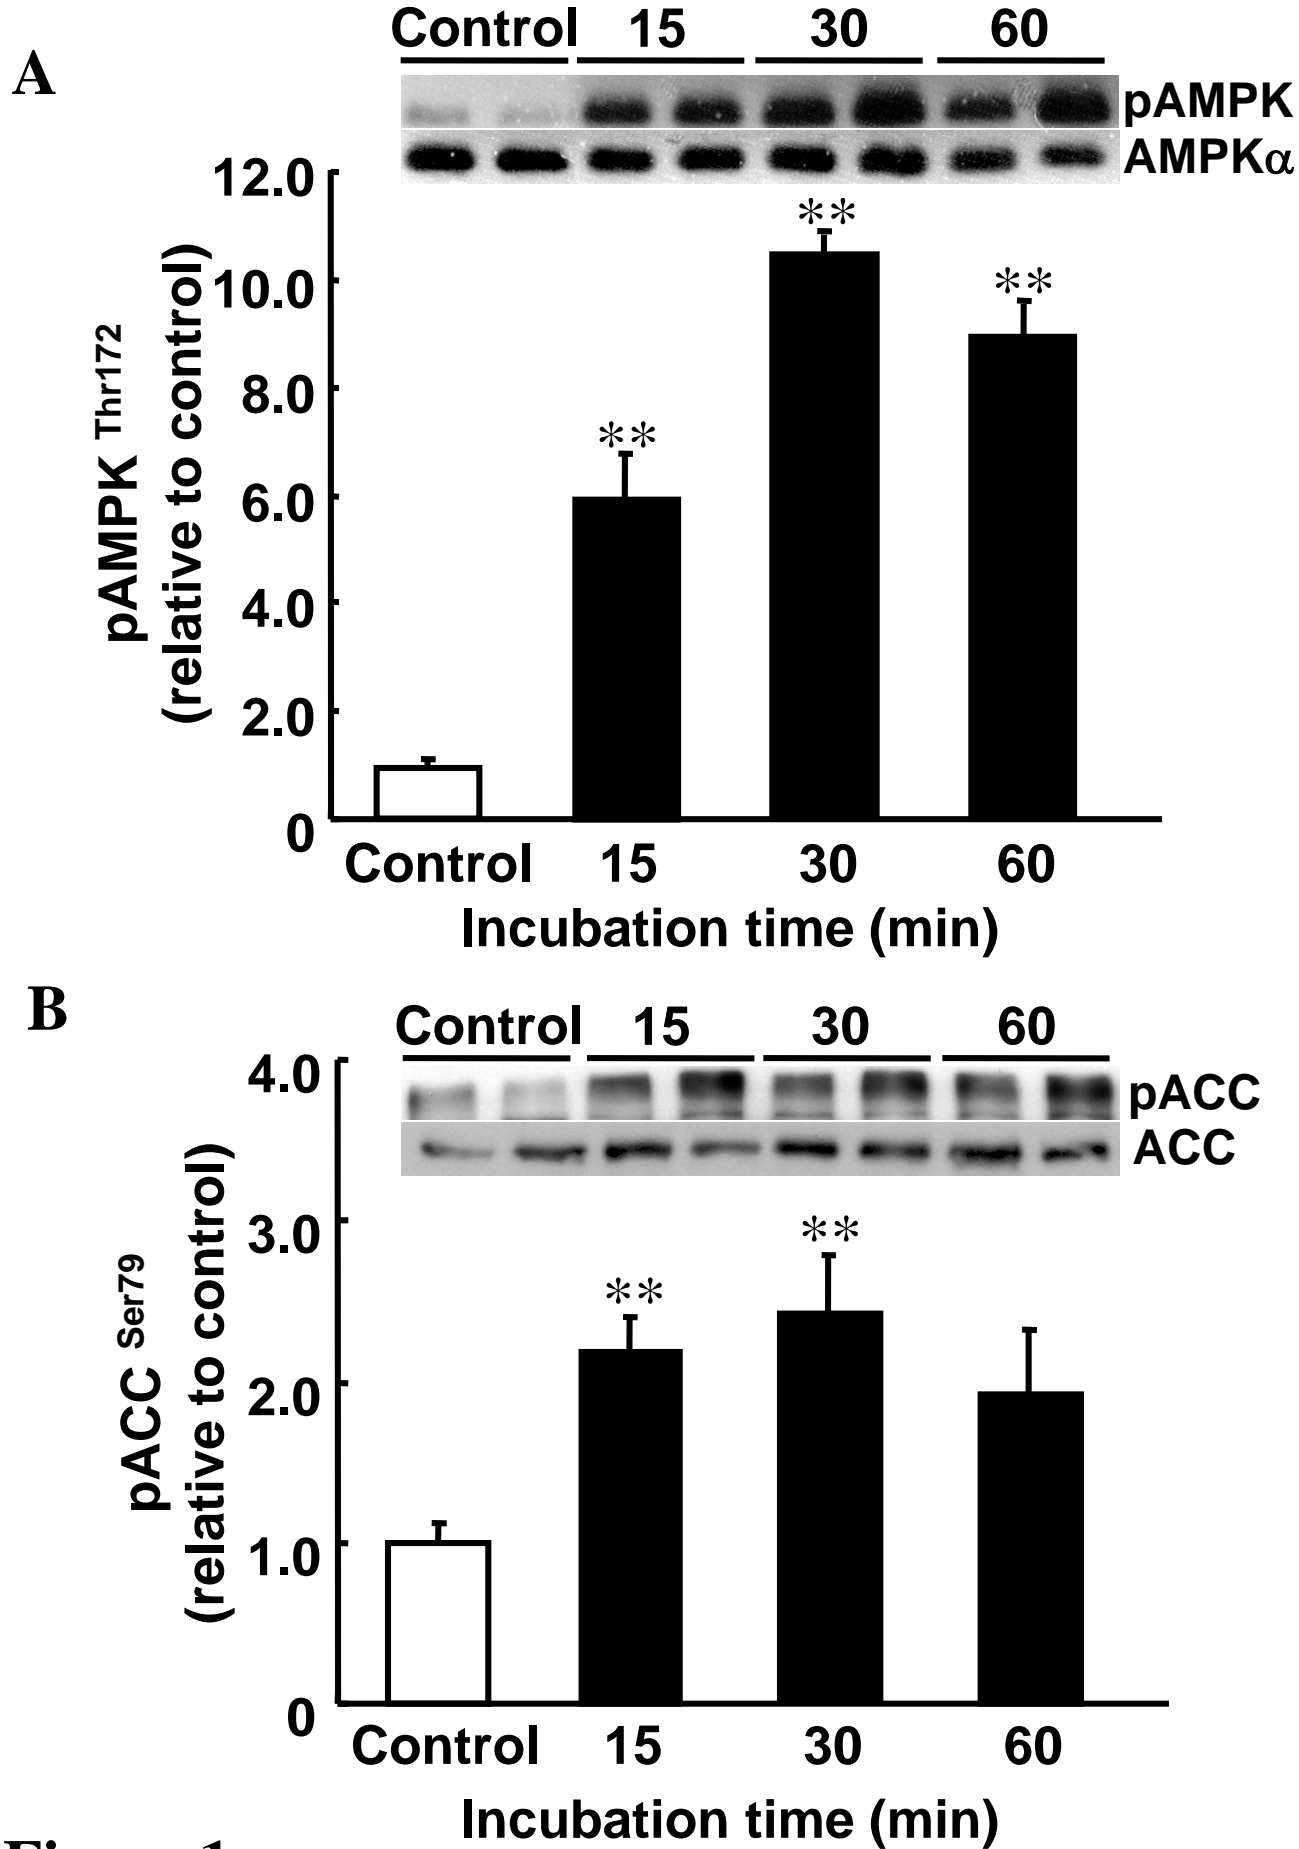 A
Control 15 30 60
pAMPK
AMPKα
12.0
10.0
8.0
6.0
4.0
2.0
0
pAMPK Thr172
(relative to control)
**
**
**
Control 15 30 60
Incubation time (min)
B
Control 15 30 60
pACC
ACC
4.0
3.0
2.0
1.0
0
pACC Ser79
(relative to control)
**
**
Control 15 30 60
Incubation time (min)